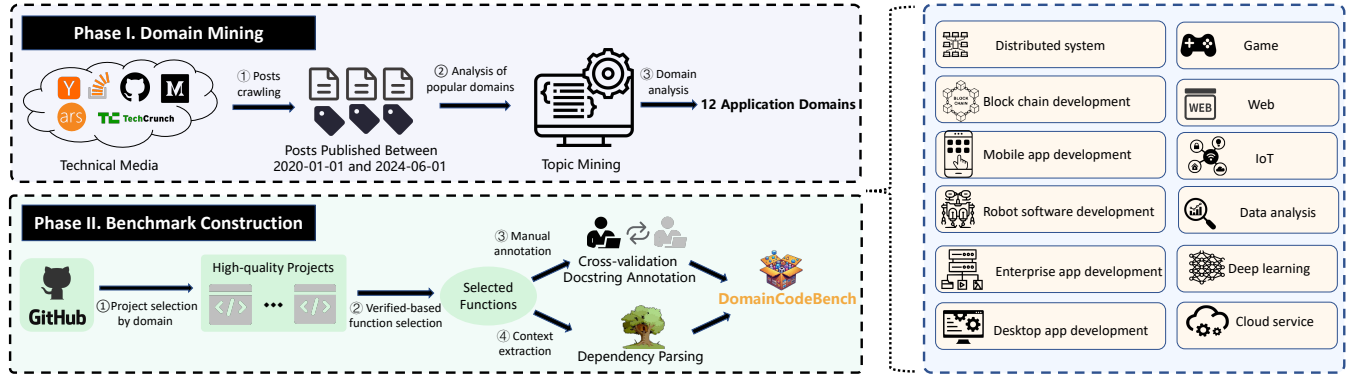 Phase I. Domain Mining
Y
M
ars
TC TechCrunch
Technical Media
① Posts
crawling
Posts Published Between
2020-01-01 and 2024-06-01
② Analysis of
popular domains
Topic Mining
③ Domain
analysis
12 Application Domains
Phase II. Benchmark Construction
GitHub
①Project selection
by domain
High-quality Projects
</>
...
</>
② Verified-based
function selection
Selected
Functions
③ Manual
annotation
Cross-validation
Docstring Annotation
④ Context
extraction
Dependency Parsing
DomainCodeBench
Distributed system
Game
BLOCK
CHAIN
Block chain development
WEB
Web
Mobile app development
IoT
Robot software development
Data analysis
Enterprise app development
Deep learning
Desktop app development
Cloud service